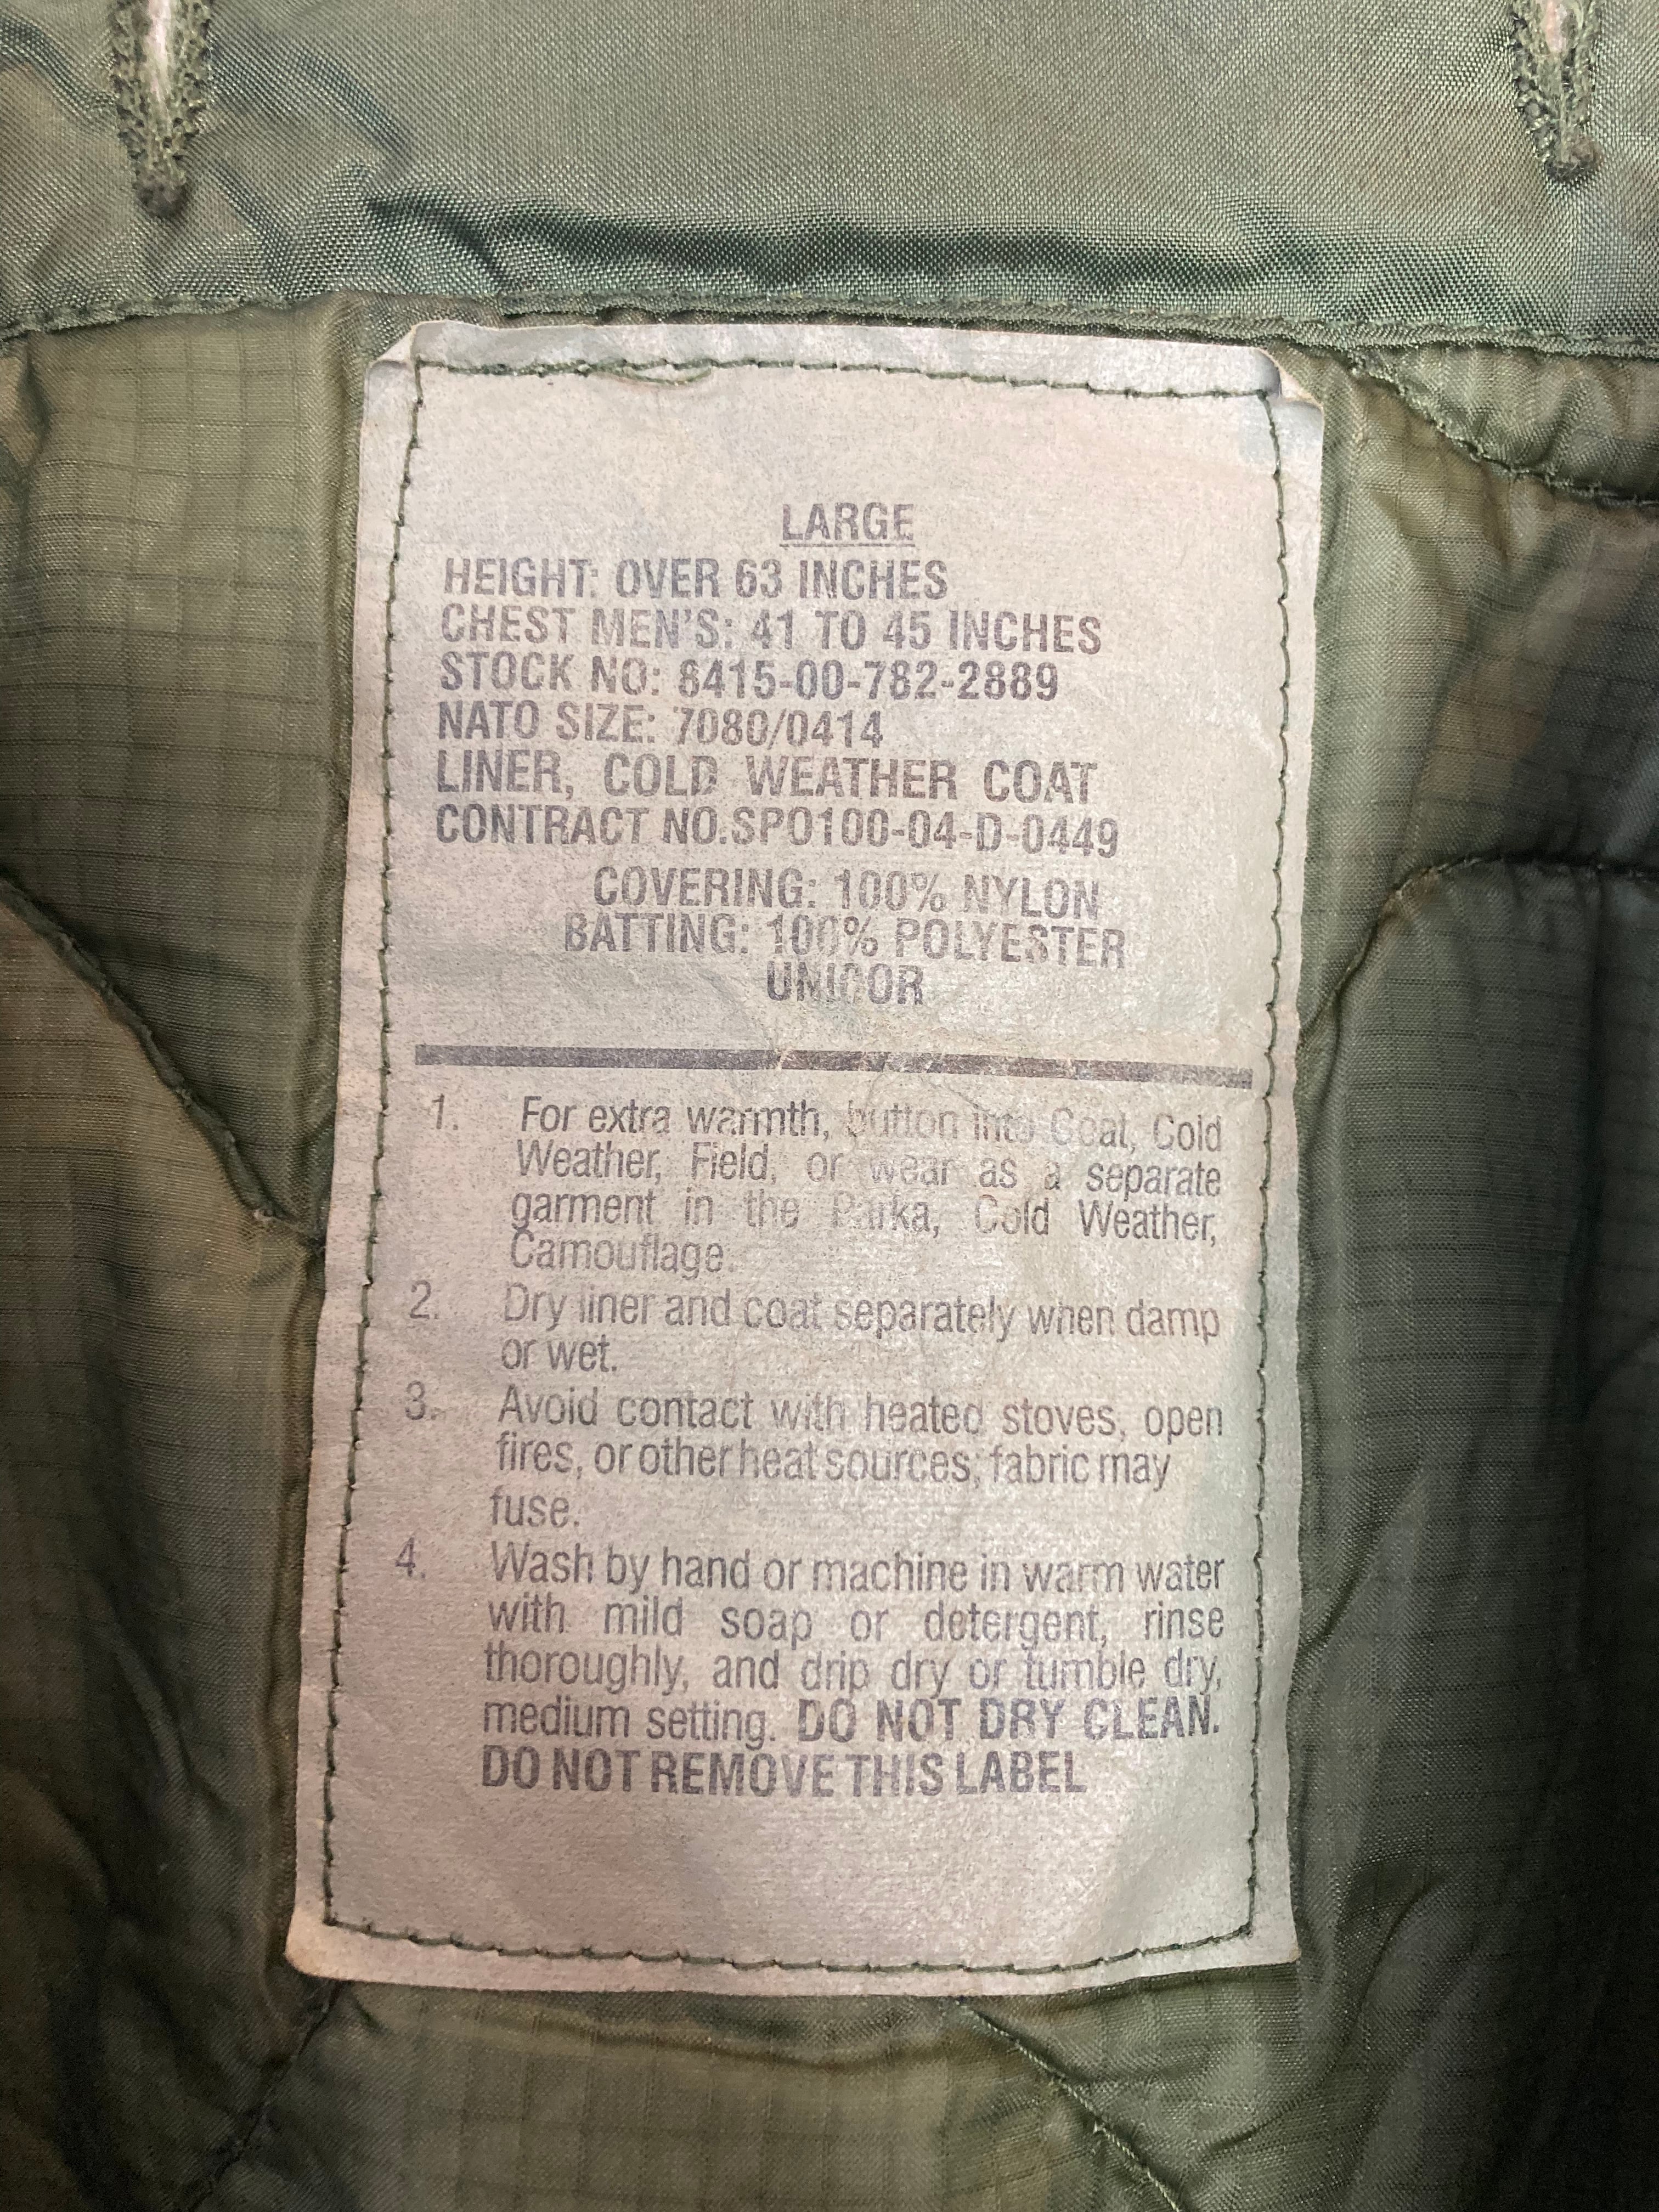 LARGE
HEIGHT: OVER 63 INCHES
CHEST MEN'S: 41 TO 45 INCHES
STOCK NO: 8415-00-782-2889
NATO SIZE: 7080/0414
LINER, COLD WEATHER COAT
CONTRACT NO.SPO100-04-D-0449
COVERING: 100% NYLON
BATTING: 100% POLYESTER
UNICOR
1. For extra warmth, button into Coat, Cold
Weather, Field, or wear as a separate
garment in the Parka, Cold Weather,
Camouflage.
2. Dry liner and coat separately when damp
or wet.
3. Avoid contact with heated stoves, open
fires, or other heat sources; fabric may
fuse.
4. Wash by hand or machine in warm water
with mild soap or detergent, rinse
thoroughly, and drip dry or tumble dry,
medium setting. DO NOT DRY CLEAN.
DO NOT REMOVE THIS LABEL